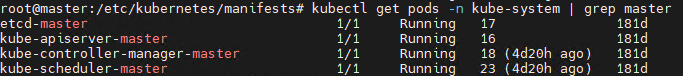 root@master:/etc/kubernetes/manifests# kubectl get pods -n kube-system | grep master
etcd-master 1/1 Running 17 181d
kube-apiserver-master 1/1 Running 16 181d
kube-controller-manager-master 1/1 Running 18 (4d20h ago) 181d
kube-scheduler-master 1/1 Running 23 (4d20h ago) 181d